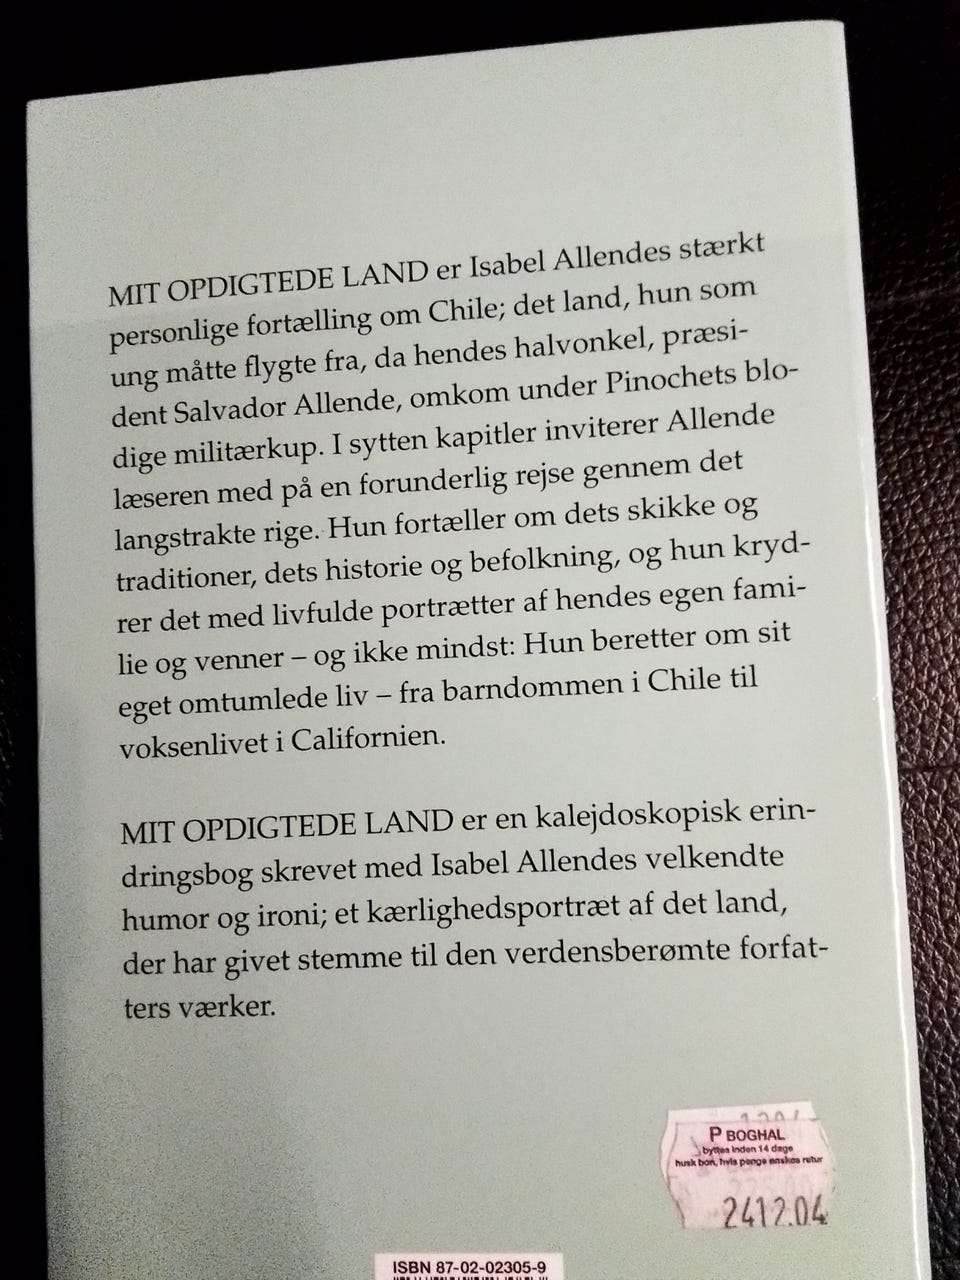 MIT OPDIGTEDE LAND er Isabel Allendes stærkt
personlige fortælling om Chile; det land, hun som
ung måtte flygte fra, da hendes halvonkel, præsi-
dent Salvador Allende, omkom under Pinochets blo-
dige militærkup. I sytten kapitler inviterer Allende
læseren med på en forunderlig rejse gennem det
langstrakte rige. Hun fortæller om dets skikke og
traditioner, dets historie og befolkning, og hun kryd-
rer det med livfulde portrætter af hendes egen fami-
lie og venner – og ikke mindst: Hun beretter om sit
eget omtumlede liv – fra barndommen i Chile til
voksenlivet i Californien.
MIT OPDIGTEDE LAND er en kalejdoskopisk erin-
dringsbog skrevet med Isabel Allendes velkendte
humor og ironi; et kærlighedsportræt af det land,
der har givet stemme til den verdensberømte forfat-
ters værker.
P BOGHAL
byttes inden 14 dage
husk bon, hvis penge ønskes retur
2412.04
ISBN 87-02-02305-9